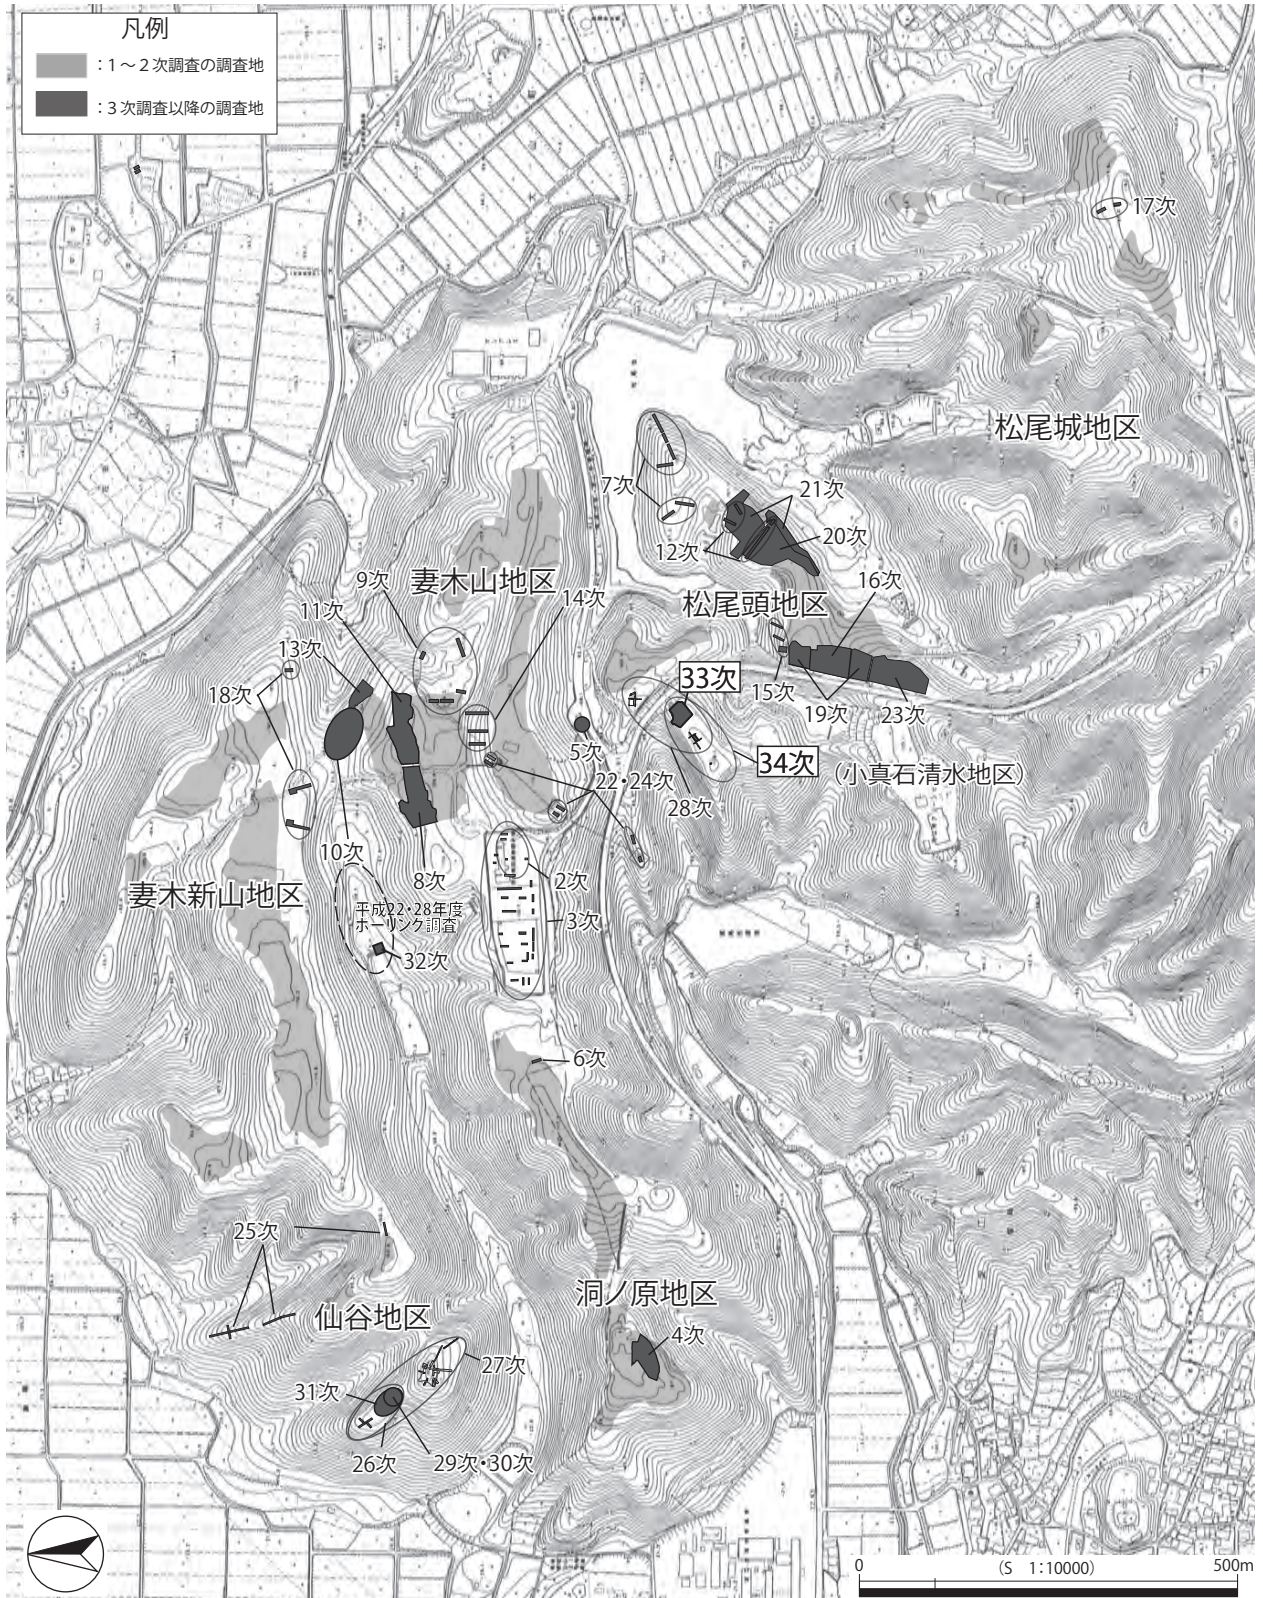 凡例
：1～2次調査の調査地
：3次調査以降の調査地
17次
松尾城地区
7次
21次
20次
12次
妻木山地区
9次
14次
松尾頭地区
16次
11次
13次
18次
33次
15次
19次
23次
5次
34次
(小真石清水地区)
22・24次
28次
10次
8次
2次
妻木新山地区
平成22・28年度
ボーリング調査
3次
32次
6次
25次
洞ノ原地区
仙谷地区
4次
27次
31次
26次
29次・30次
0
(S 1:10000)
500m